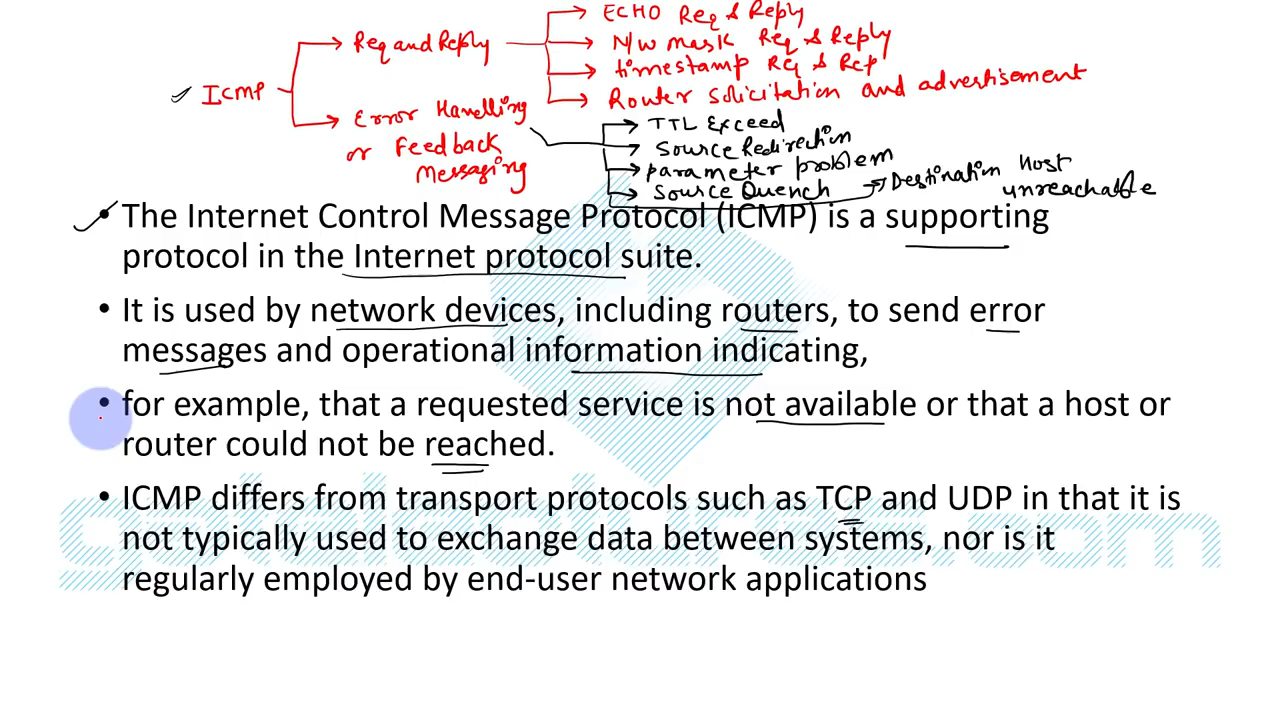 ECHO Req & Reply
Req and Reply
N/w mask Req & Reply
timestamp Req & Rep
ICMP
Router solicitation and advertisement
Error Handling
or Feedback
Messaging
TTL Exceed
Source Redirection
parameter problem
Source Quench
Destination Host
unreachable
• The Internet Control Message Protocol (ICMP) is a supporting
protocol in the Internet protocol suite.
• It is used by network devices, including routers, to send error
messages and operational information indicating,
• for example, that a requested service is not available or that a host or
router could not be reached.
• ICMP differs from transport protocols such as TCP and UDP in that it is
not typically used to exchange data between systems, nor is it
regularly employed by end-user network applications